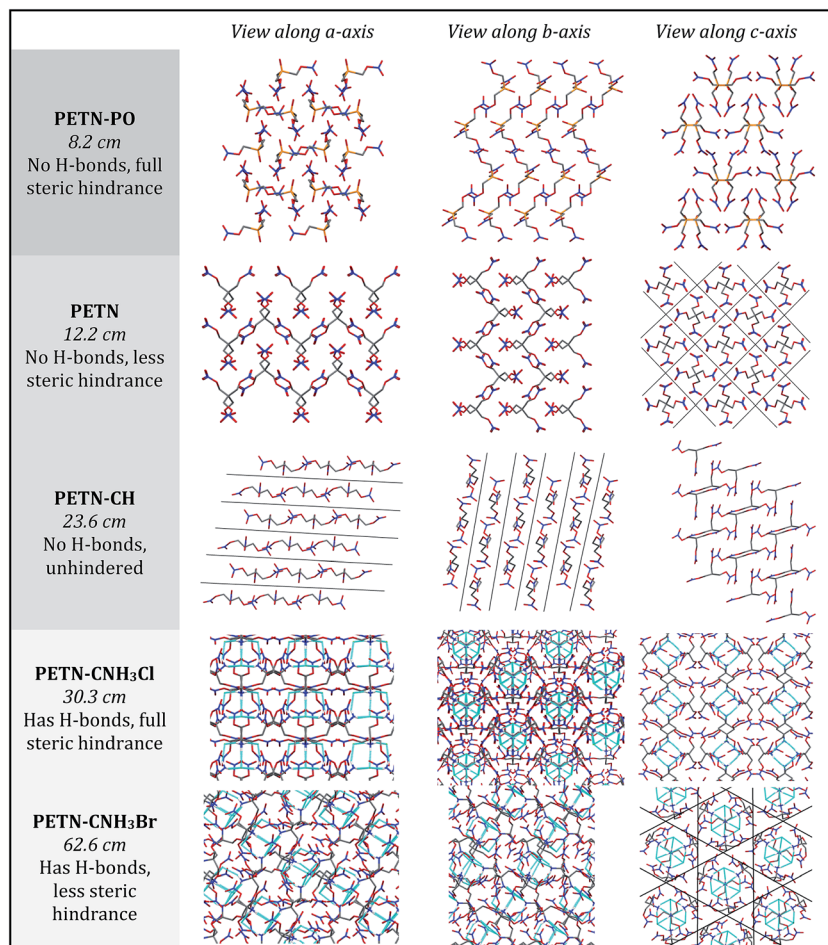 View along a-axis
View along b-axis
View along c-axis
PETN-PO
8.2 cm
No H-bonds, full
steric hindrance
PETN
12.2 cm
No H-bonds, less
steric hindrance
PETN-CH
23.6 cm
No H-bonds,
unhindered
PETN-CNH₃Cl
30.3 cm
Has H-bonds, full
steric hindrance
PETN-CNH₃Br
62.6 cm
Has H-bonds,
less steric
hindrance